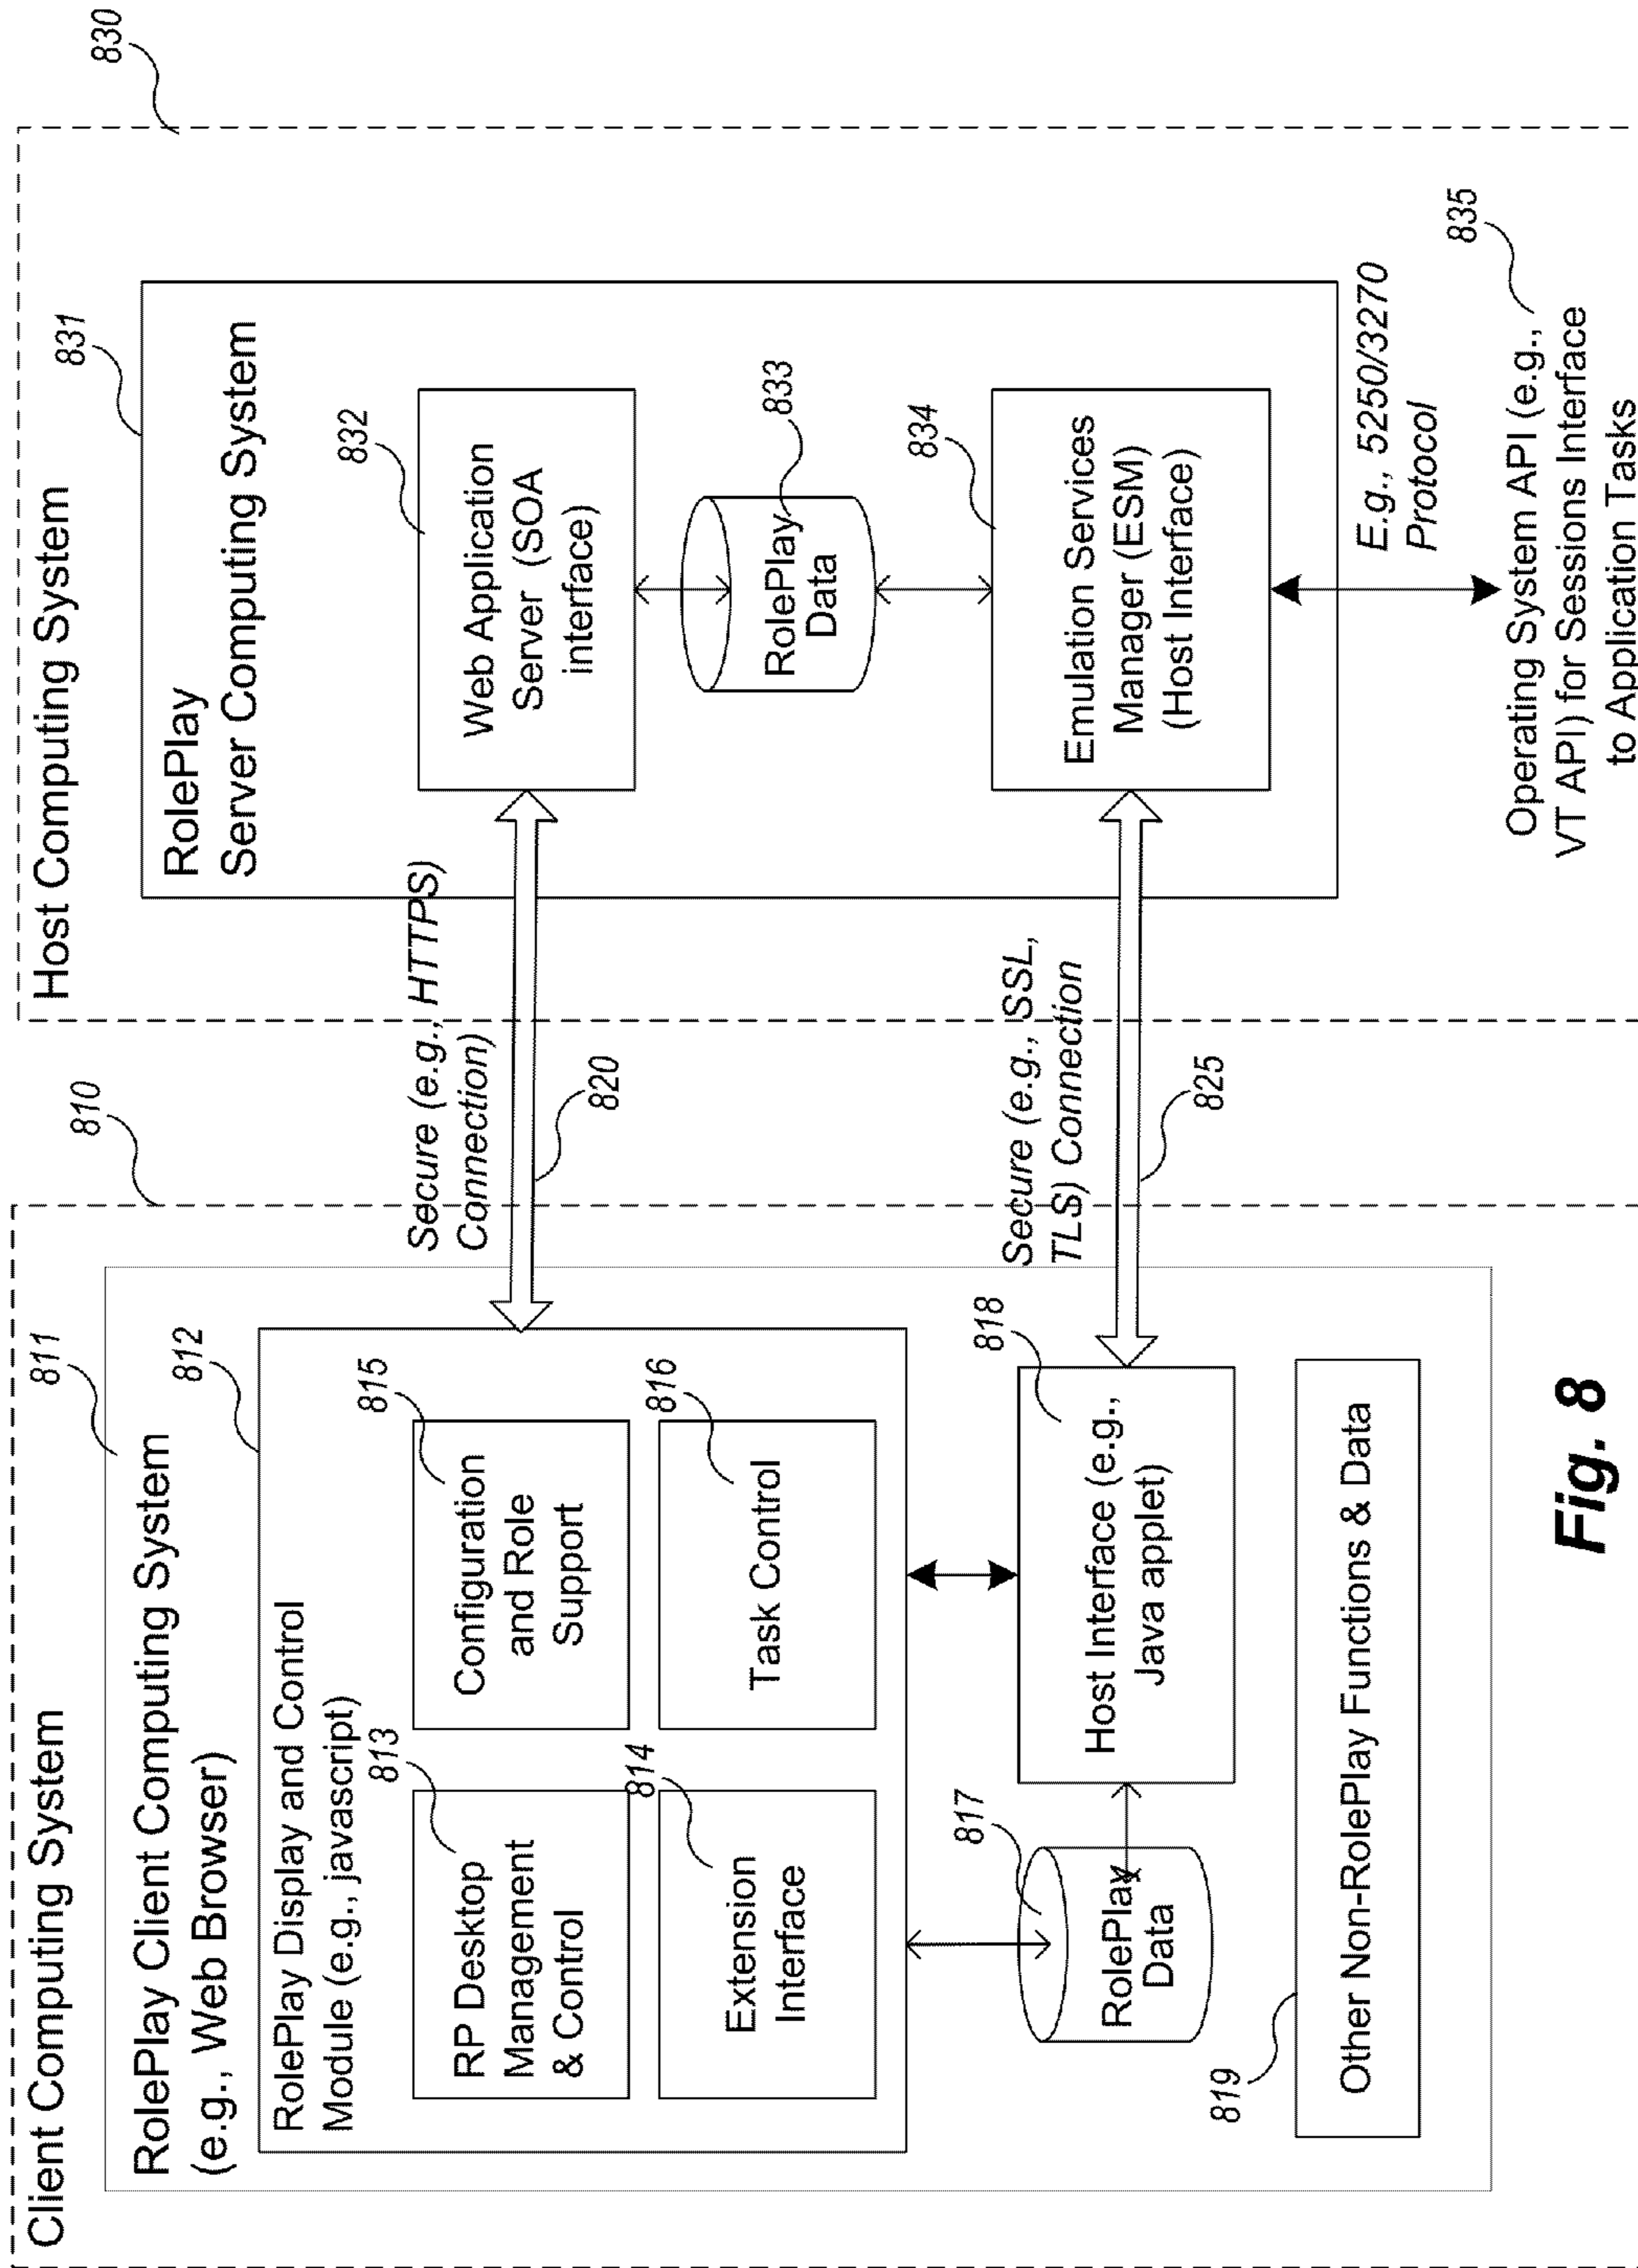 Client Computing System
810
RolePlay Client Computing System
(e.g., Web Browser)
811
RolePlay Display and Control
Module (e.g., javascript)
812
RP Desktop
Management
& Control
813
Configuration
and Role
Support
815
Extension
Interface
814
Task Control
816
RolePlay
Data
817
Host Interface (e.g.,
Java applet)
818
Other Non-RolePlay Functions & Data
819
Secure (e.g., HTTPS)
Connection)
820
Secure (e.g., SSL,
TLS) Connection
825
Host Computing System
830
RolePlay
Server Computing System
831
Web Application
Server (SOA
interface)
832
RolePlay
Data
833
Emulation Services
Manager (ESM)
(Host Interface)
834
E.g., 5250/3270
Protocol
Operating System API (e.g.,
VT API) for Sessions Interface
to Application Tasks
835
Fig. 8